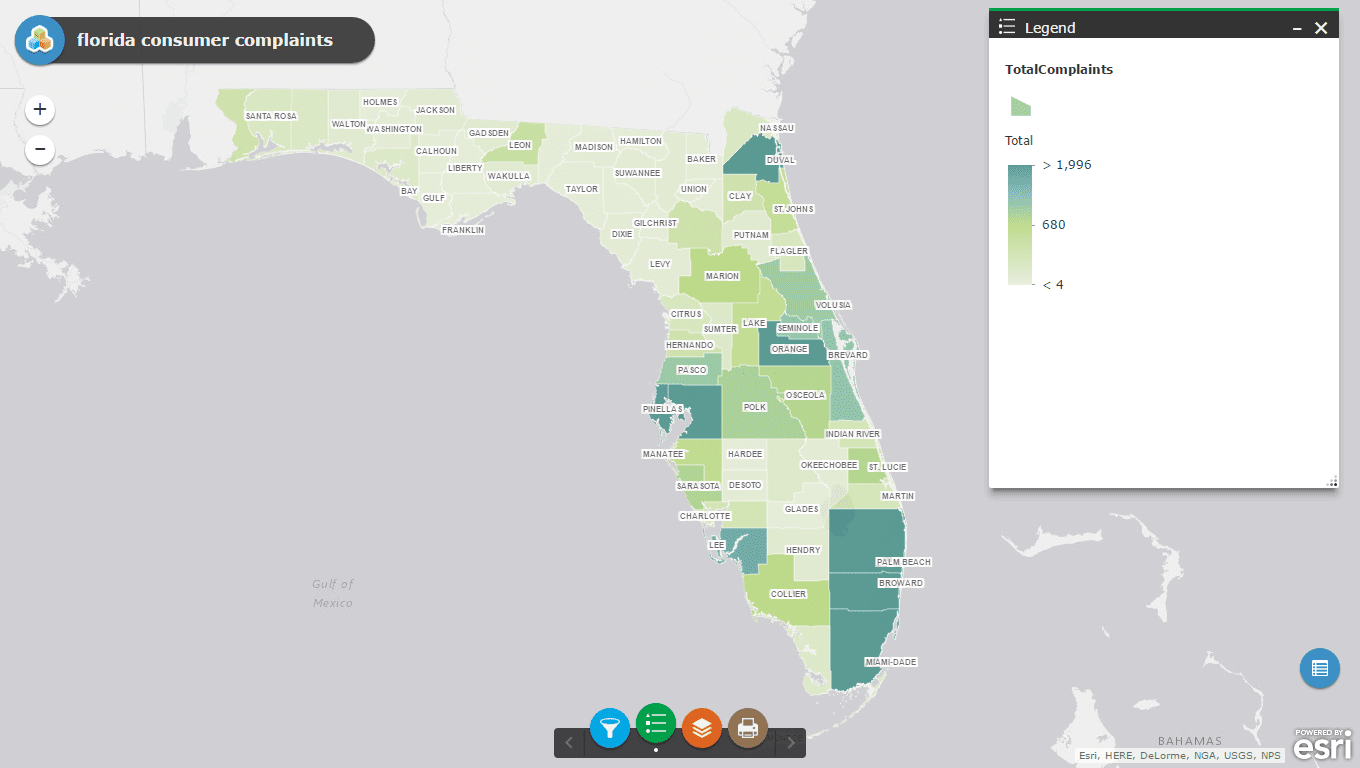 florida consumer complaints
Legend
TotalComplaints
Total
> 1,996
680
< 4
+
−
HOLMES
JACKSON
SANTA ROSA
WALTON
WASHINGTON
GADSDEN
LEON
CALHOUN
LIBERTY
WAKULLA
BAY
GULF
FRANKLIN
MADISON
HAMILTON
BAKER
NASSAU
DUVAL
SUWANNEE
TAYLOR
UNION
CLAY
ST. JOHNS
GILCHRIST
DIXIE
PUTNAM
FLAGLER
LEVY
MARION
VOLUSIA
CITRUS
SUMTER
LAKE
SEMINOLE
HERNANDO
ORANGE
BREVARD
PASCO
OSCEOLA
PINELLAS
POLK
INDIAN RIVER
MANATEE
HARDEE
OKEECHOBEE
ST. LUCIE
SARASOTA
DESOTO
MARTIN
CHARLOTTE
GLADES
LEE
HENDRY
PALM BEACH
BROWARD
COLLIER
MIAMI-DADE
Gulf of
Mexico
BAHAMAS
POWERED BY
esri
Esri, HERE, DeLorme, NGA, USGS, NPS